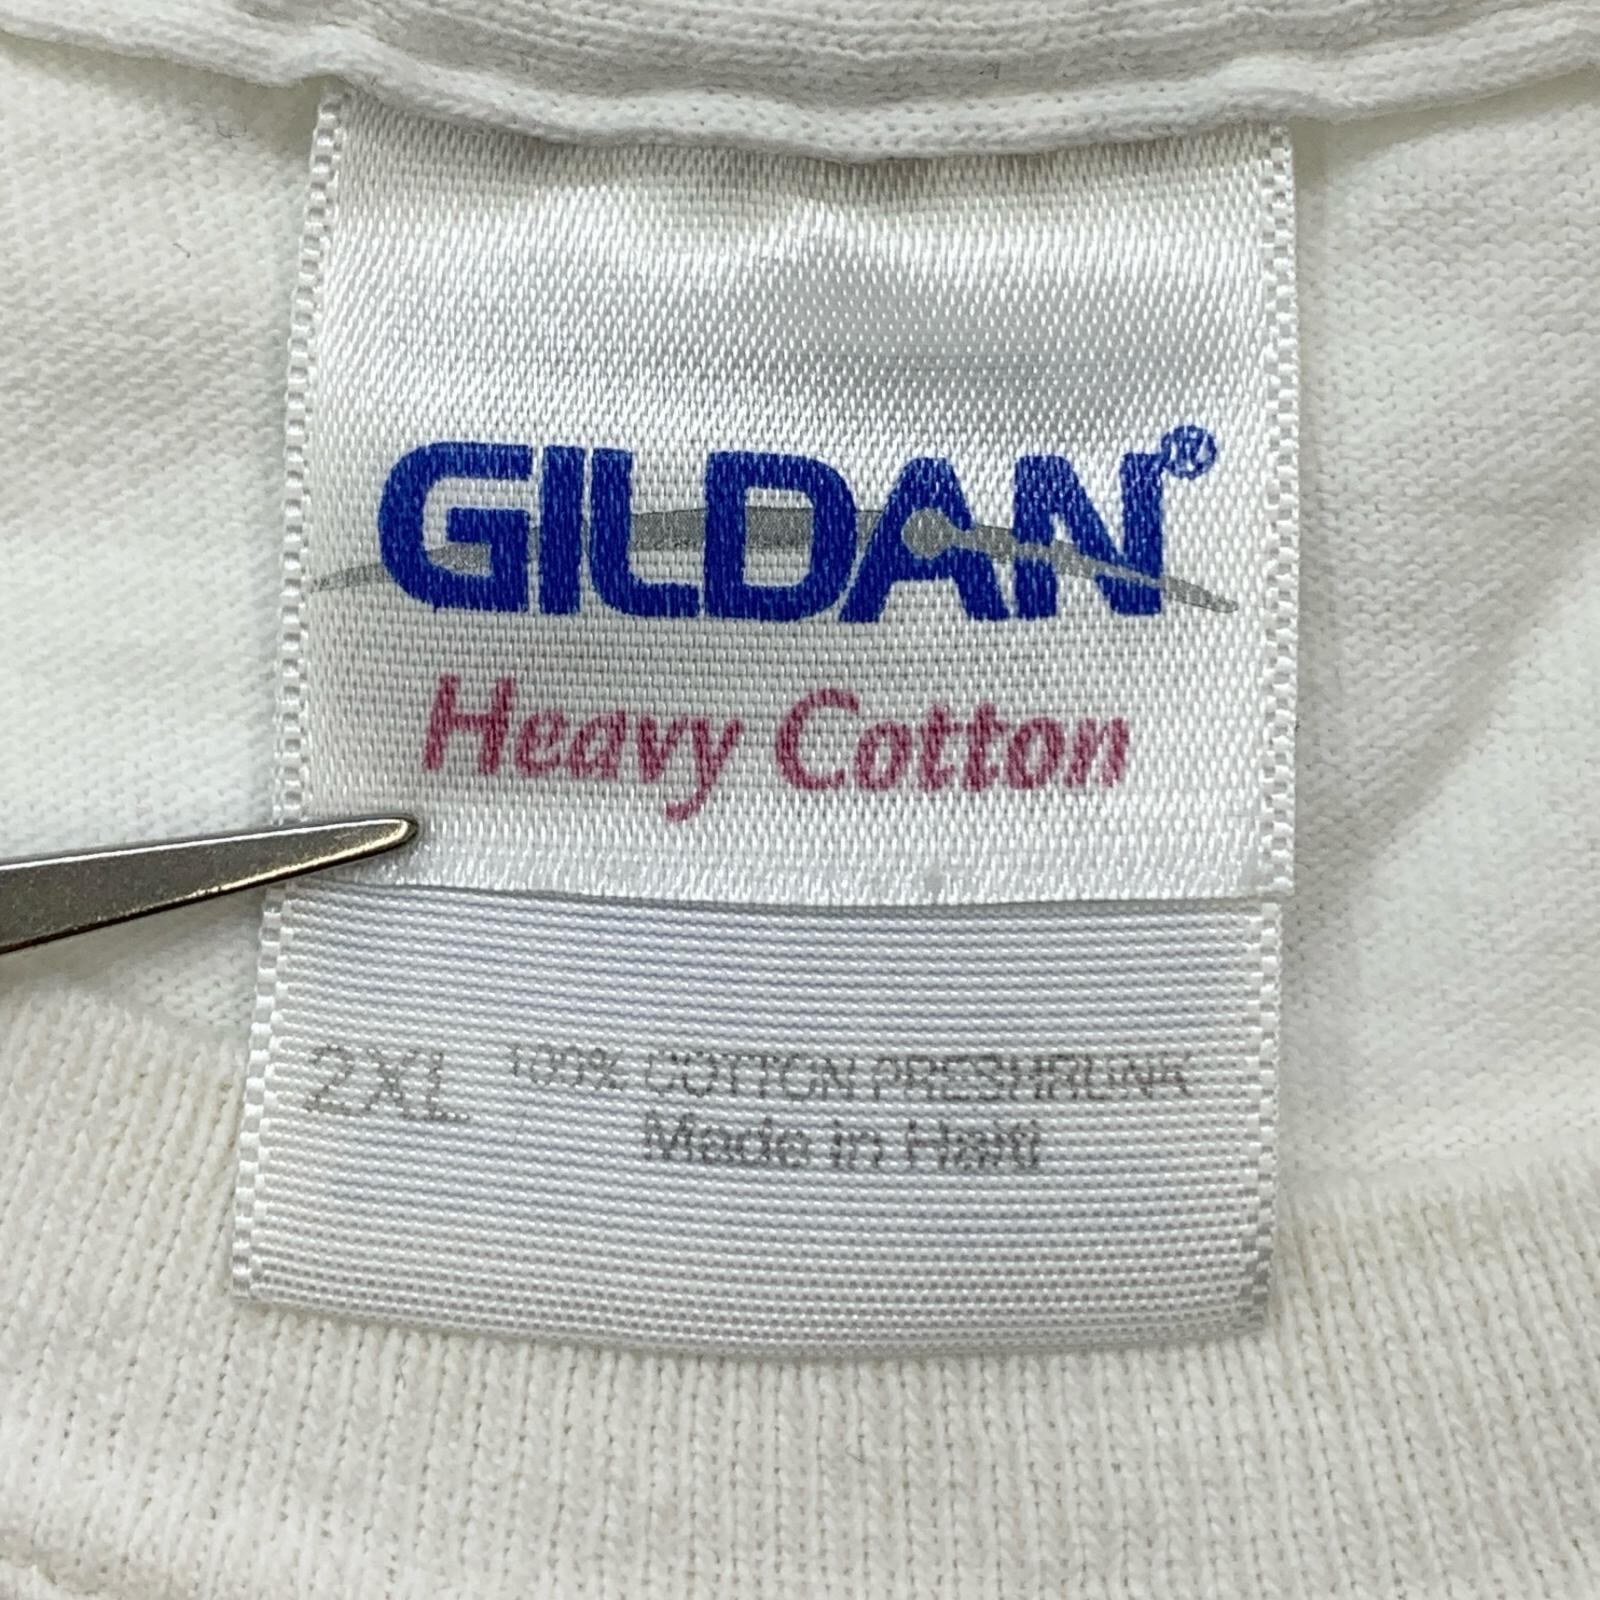 GILDAN®
Heavy Cotton
2XL 100% COTTON PRESHRUNK
Made in Haiti